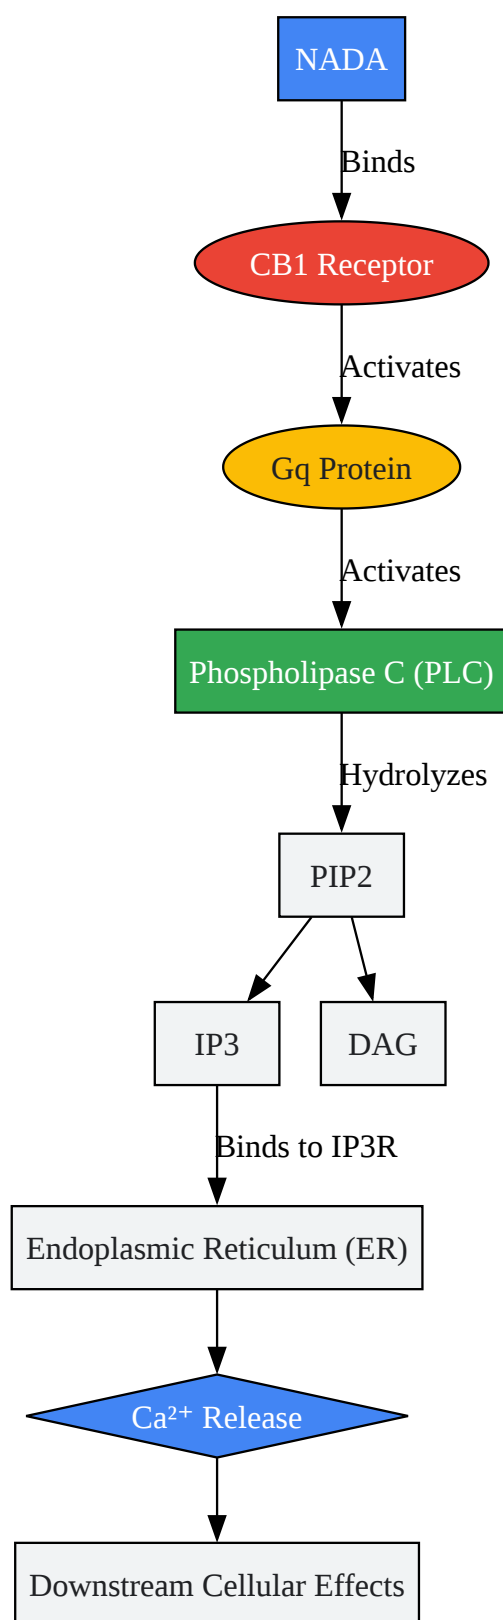 NADA
Binds
CB1 Receptor
Activates
Gq Protein
Activates
Phospholipase C (PLC)
Hydrolyzes
PIP2
IP3
DAG
Binds to IP3R
Endoplasmic Reticulum (ER)
Ca²⁺ Release
Downstream Cellular Effects